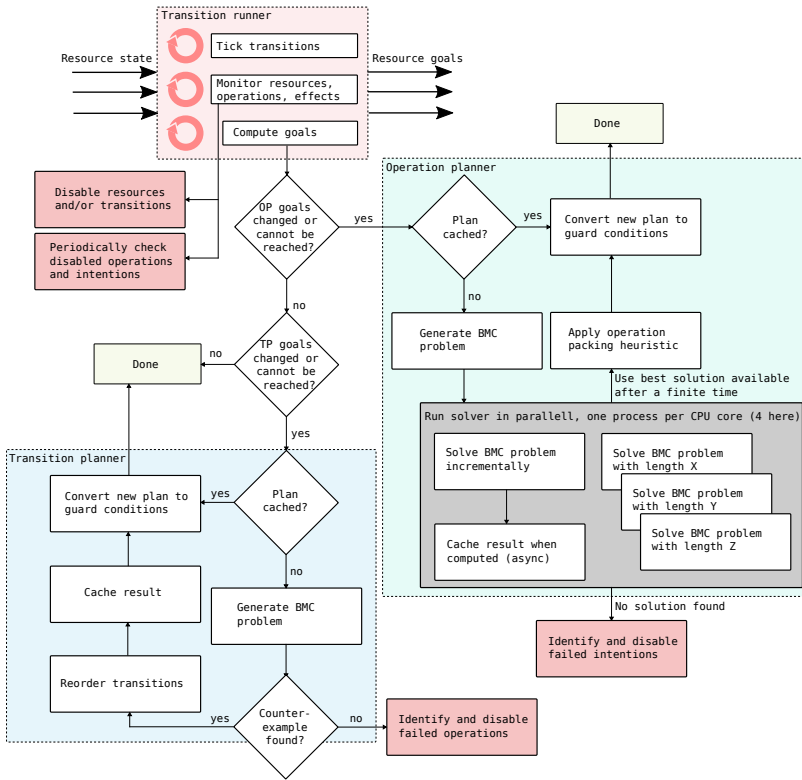 Transition runner
Tick transitions
Resource state
Resource goals
Monitor resources,
operations, effects
Compute goals
Done
Operation planner
Disable resources
and/or transitions
OP goals
changed or
cannot be
reached?
yes
Plan
cached?
yes
Convert new plan to
guard conditions
Periodically check
disabled operations
and intentions
no
no
Generate BMC
problem
Apply operation
packing heuristic
TP goals
changed or
cannot be
reached?
no
Done
Use best solution available
after a finite time
yes
Run solver in parallell, one process per CPU core (4 here)
Solve BMC problem
incrementally
Solve BMC problem
with length X
Solve BMC problem
with length Y
Solve BMC problem
with length Z
Cache result when
computed (async)
Transition planner
Convert new plan to
guard conditions
yes
Plan
cached?
no
Cache result
Generate BMC
problem
No solution found
Identify and disable
failed intentions
Reorder transitions
yes
Counter-
example
found?
no
Identify and disable
failed operations